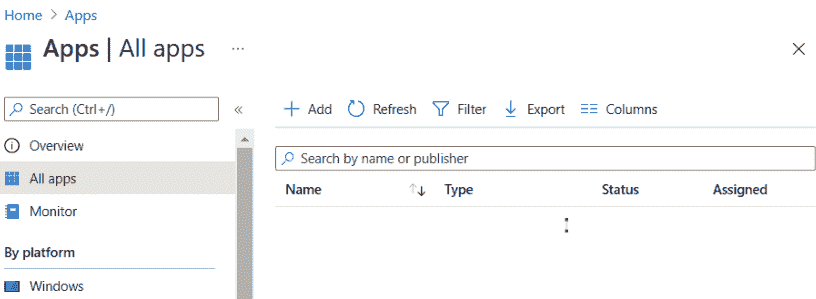 Home > Apps
Apps | All apps ...
Search (Ctrl+/) «
+ Add Refresh Filter Export Columns
Overview
All apps
Monitor
By platform
Windows
Search by name or publisher
Name ↑↓ Type Status Assigned